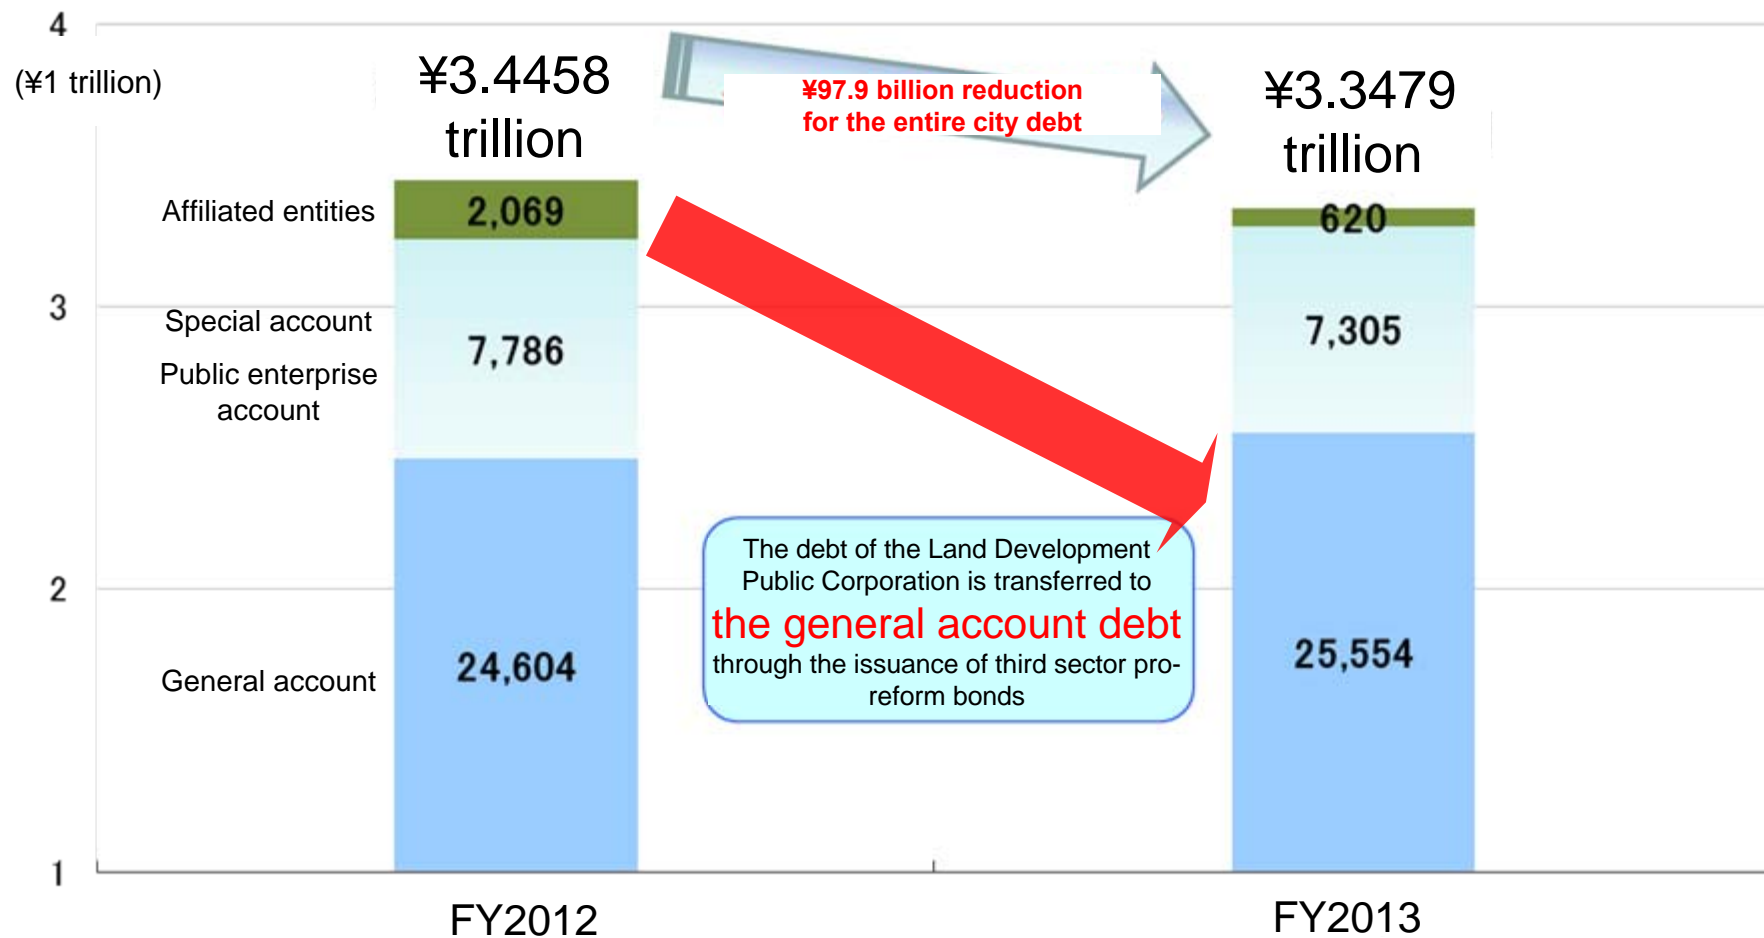 4
(¥1 trillion)
¥3.4458
trillion
¥97.9 billion reduction
for the entire city debt
¥3.3479
trillion
Affiliated entities
2,069
620
3
Special account
Public enterprise
account
7,786
7,305
The debt of the Land Development
Public Corporation is transferred to
the general account debt
through the issuance of third sector pro-
reform bonds
2
General account
24,604
25,554
1
FY2012
FY2013